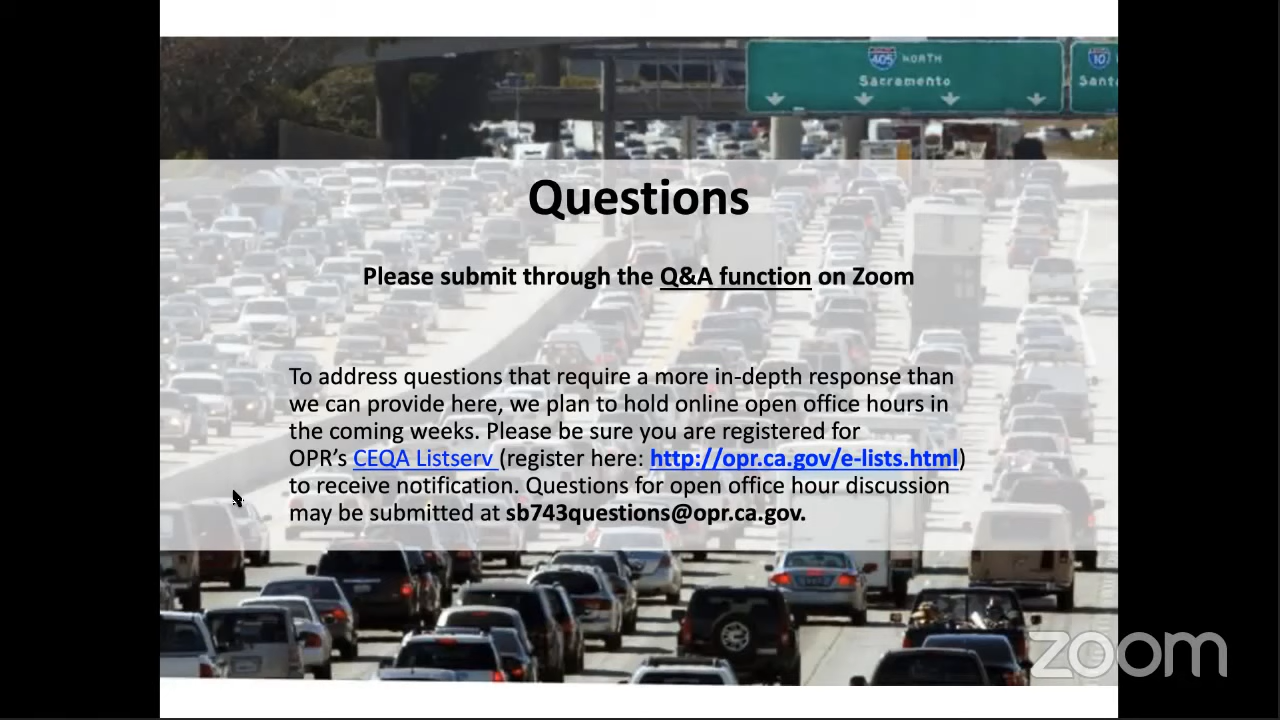 405 NORTH
Sacramento
10
Santa
Questions
Please submit through the Q&A function on Zoom
To address questions that require a more in-depth response than
we can provide here, we plan to hold online open office hours in
the coming weeks. Please be sure you are registered for
OPR’s CEQA Listserv (register here: http://opr.ca.gov/e-lists.html)
to receive notification. Questions for open office hour discussion
may be submitted at sb743questions@opr.ca.gov.
zoom